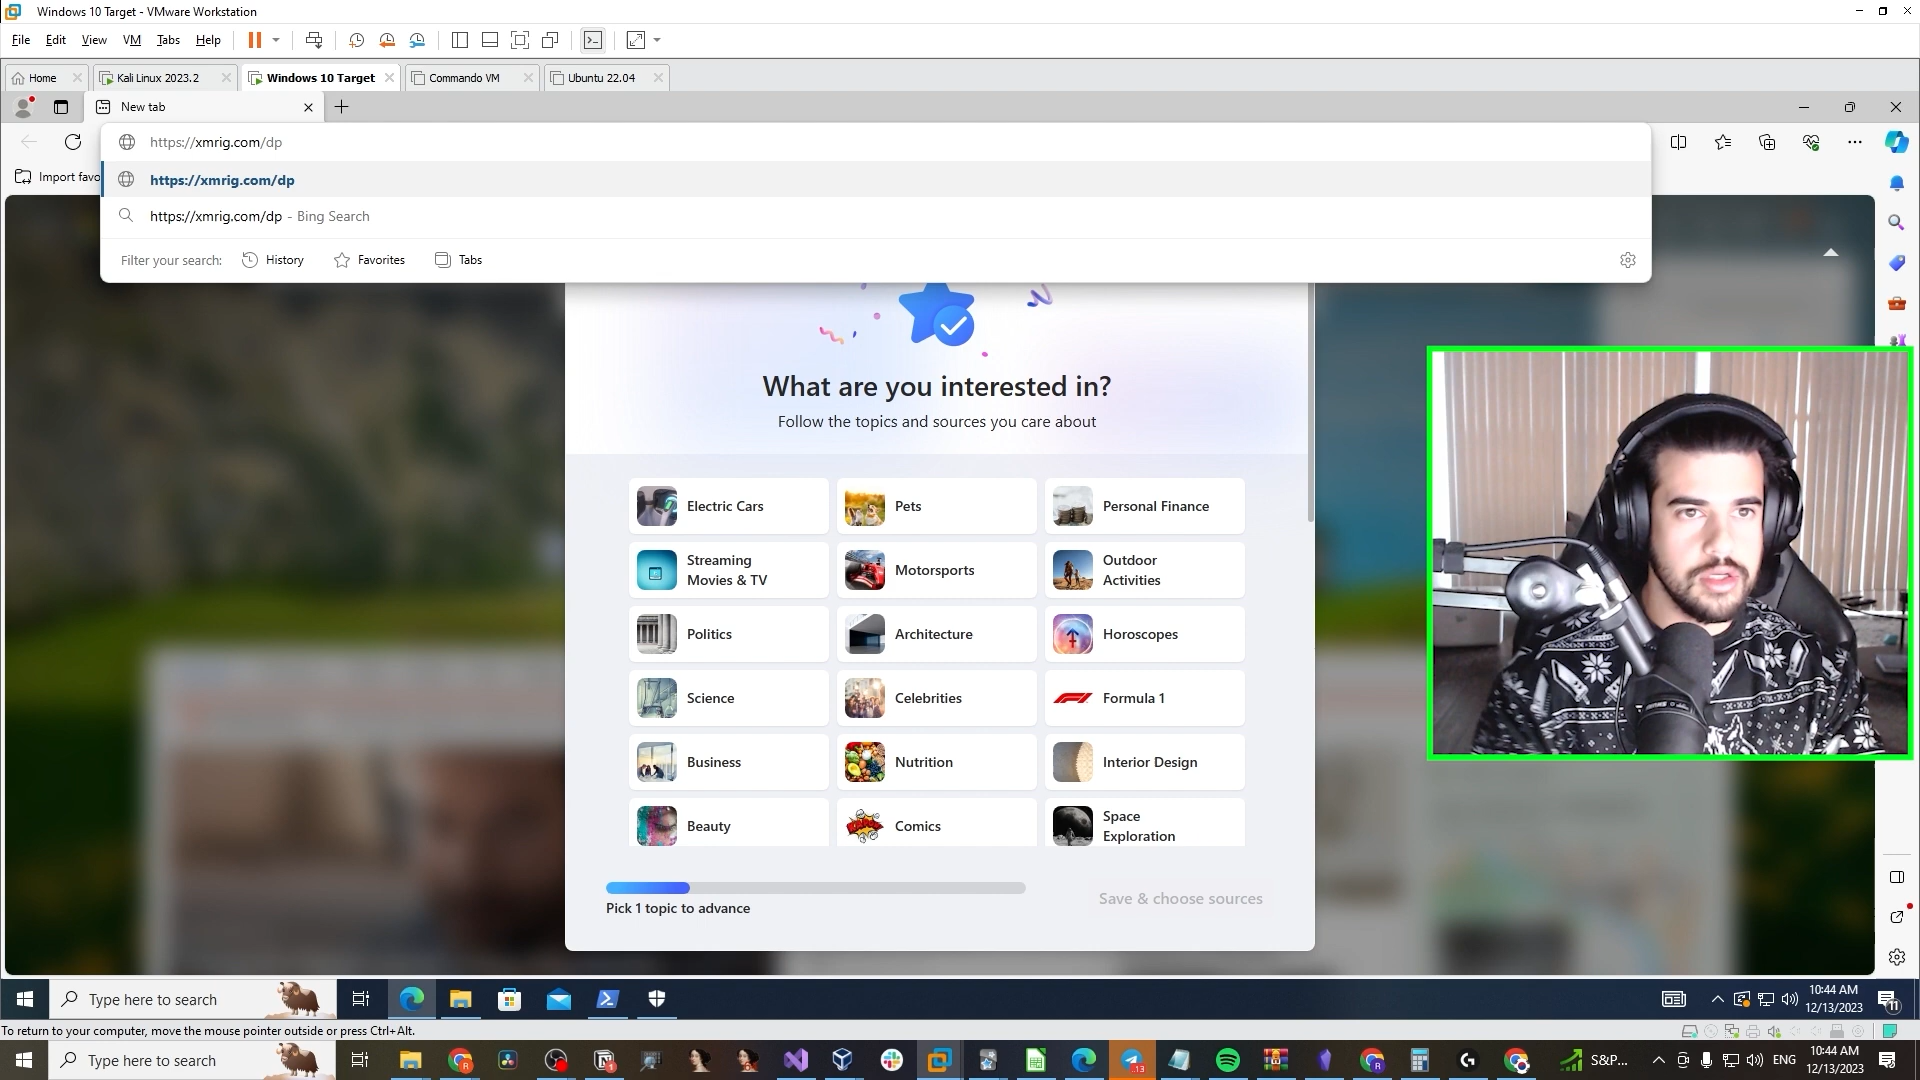 Windows 10 Target - VMware Workstation
File Edit View VM Tabs Help
Home Kali Linux 2023.2 Windows 10 Target Commando VM Ubuntu 22.04
New tab
https://xmrig.com/dp
Import favo
https://xmrig.com/dp
https://xmrig.com/dp - Bing Search
Filter your search: History Favorites Tabs
What are you interested in?
Follow the topics and sources you care about
Electric Cars Pets Personal Finance
Streaming Movies & TV Motorsports Outdoor Activities
Politics Architecture Horoscopes
Science Celebrities Formula 1
Business Nutrition Interior Design
Beauty Comics Space Exploration
Pick 1 topic to advance
Save & choose sources
Type here to search
10:44 AM
12/13/2023
11
To return to your computer, move the mouse pointer outside or press Ctrl+Alt.
Type here to search
S&P...
ENG
10:44 AM
12/13/2023